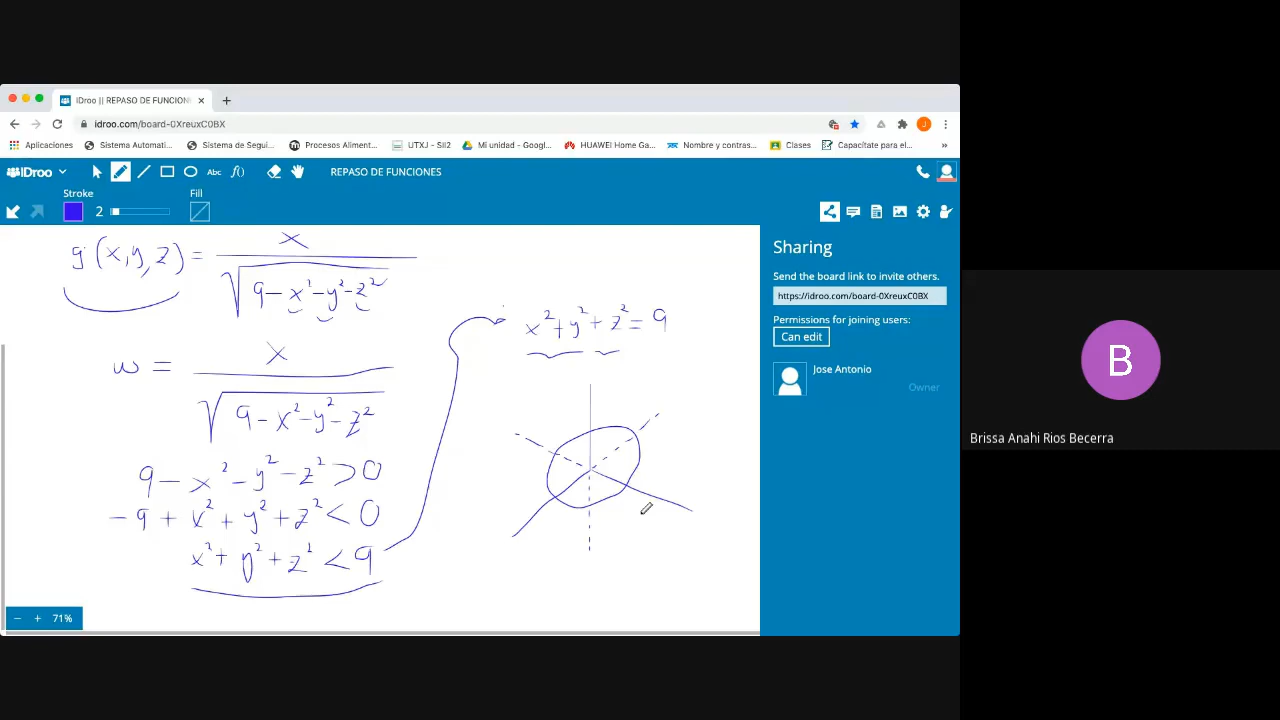 iDroo || REPASO DE FUNCION
idroo.com/board-0XreuxC0BX
Aplicaciones Sistema Automati... Sistema de Segui... Procesos Aliment... UTXJ - SII2 Mi unidad - Googl... HUAWEI Home Ga... Nombre y contras... Clases Capacítate para el... »
iDroo Abc f() REPASO DE FUNCIONES
Stroke Fill
2
g(x,y,z) = x / √(9-x²-y²-z²)
w = x / √(9-x²-y²-z²)
9-x²-y²-z²>0
-9+x²+y²+z²<0
x²+y²+z²<9
x²+y²+z²=9
- + 71%
Sharing
Send the board link to invite others.
https://idroo.com/board-0XreuxC0BX
Permissions for joining users:
Can edit
Jose Antonio
Owner
J
B
Brissa Anahi Rios Becerra